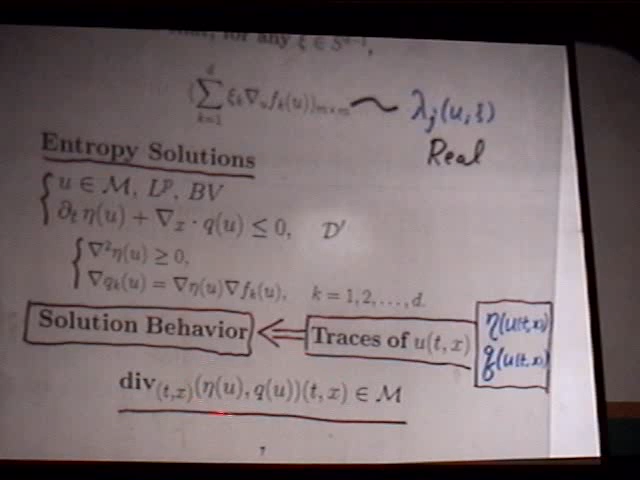 for any ξ ∈ S^{d-1},
(∑_{k=1}^{d} ξ_k ∇_u f_k(u))_{m×m} ~ λ_j(u, ξ)
Real
Entropy Solutions
u ∈ M, L^p, BV
∂_t η(u) + ∇_x · q(u) ≤ 0, D′
∇²η(u) ≥ 0,
∇q_k(u) = ∇η(u)∇f_k(u), k = 1, 2, …, d.
Solution Behavior ⟸ Traces of u(t, x) η(u(t,x))
q(u(t,x))
div_{(t,x)}(η(u), q(u))(t, x) ∈ M
7